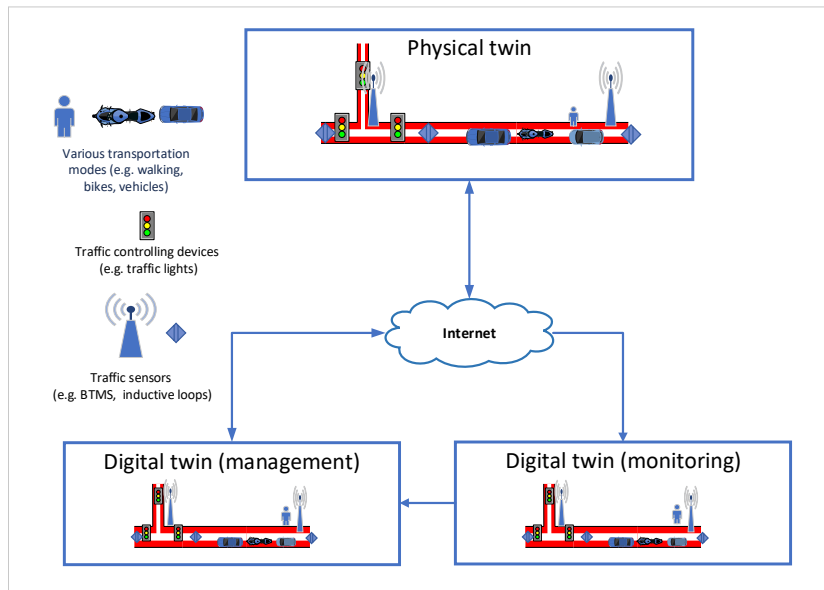 Physical twin
Various transportation
modes (e.g. walking,
bikes, vehicles)
Traffic controlling devices
(e.g. traffic lights)
Traffic sensors
(e.g. BTMS, inductive loops)
Internet
Digital twin (management)
Digital twin (monitoring)